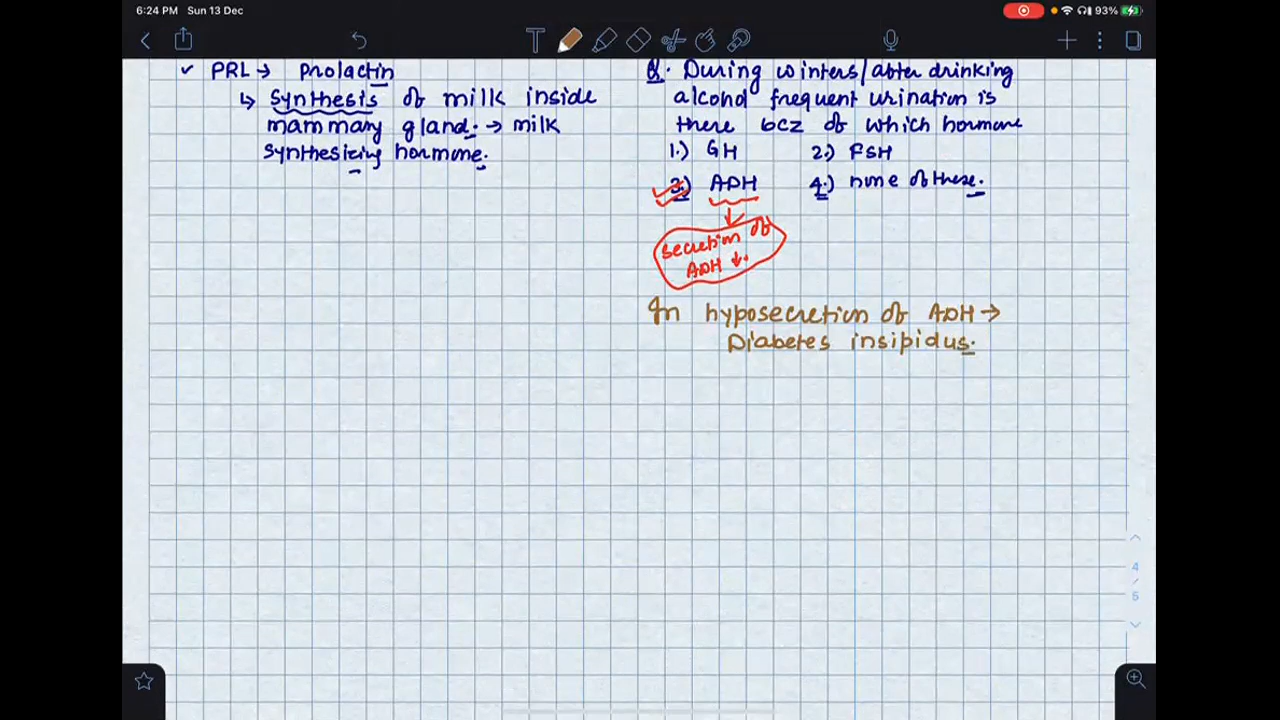 6:24 PM Sun 13 Dec
93%
✓ PRL → Prolactin
↳ Synthesis of milk inside
mammary gland. → milk
synthesizing hormone.
Q. During winters/after drinking
alcohol frequent urination is
there bcz of which hormone
1.) GH 2.) FSH
3.) ADH 4.) none of these.
secretion of
ADH ↓.
In hyposecretion of ADH →
Diabetes insipidus.
4
/
5